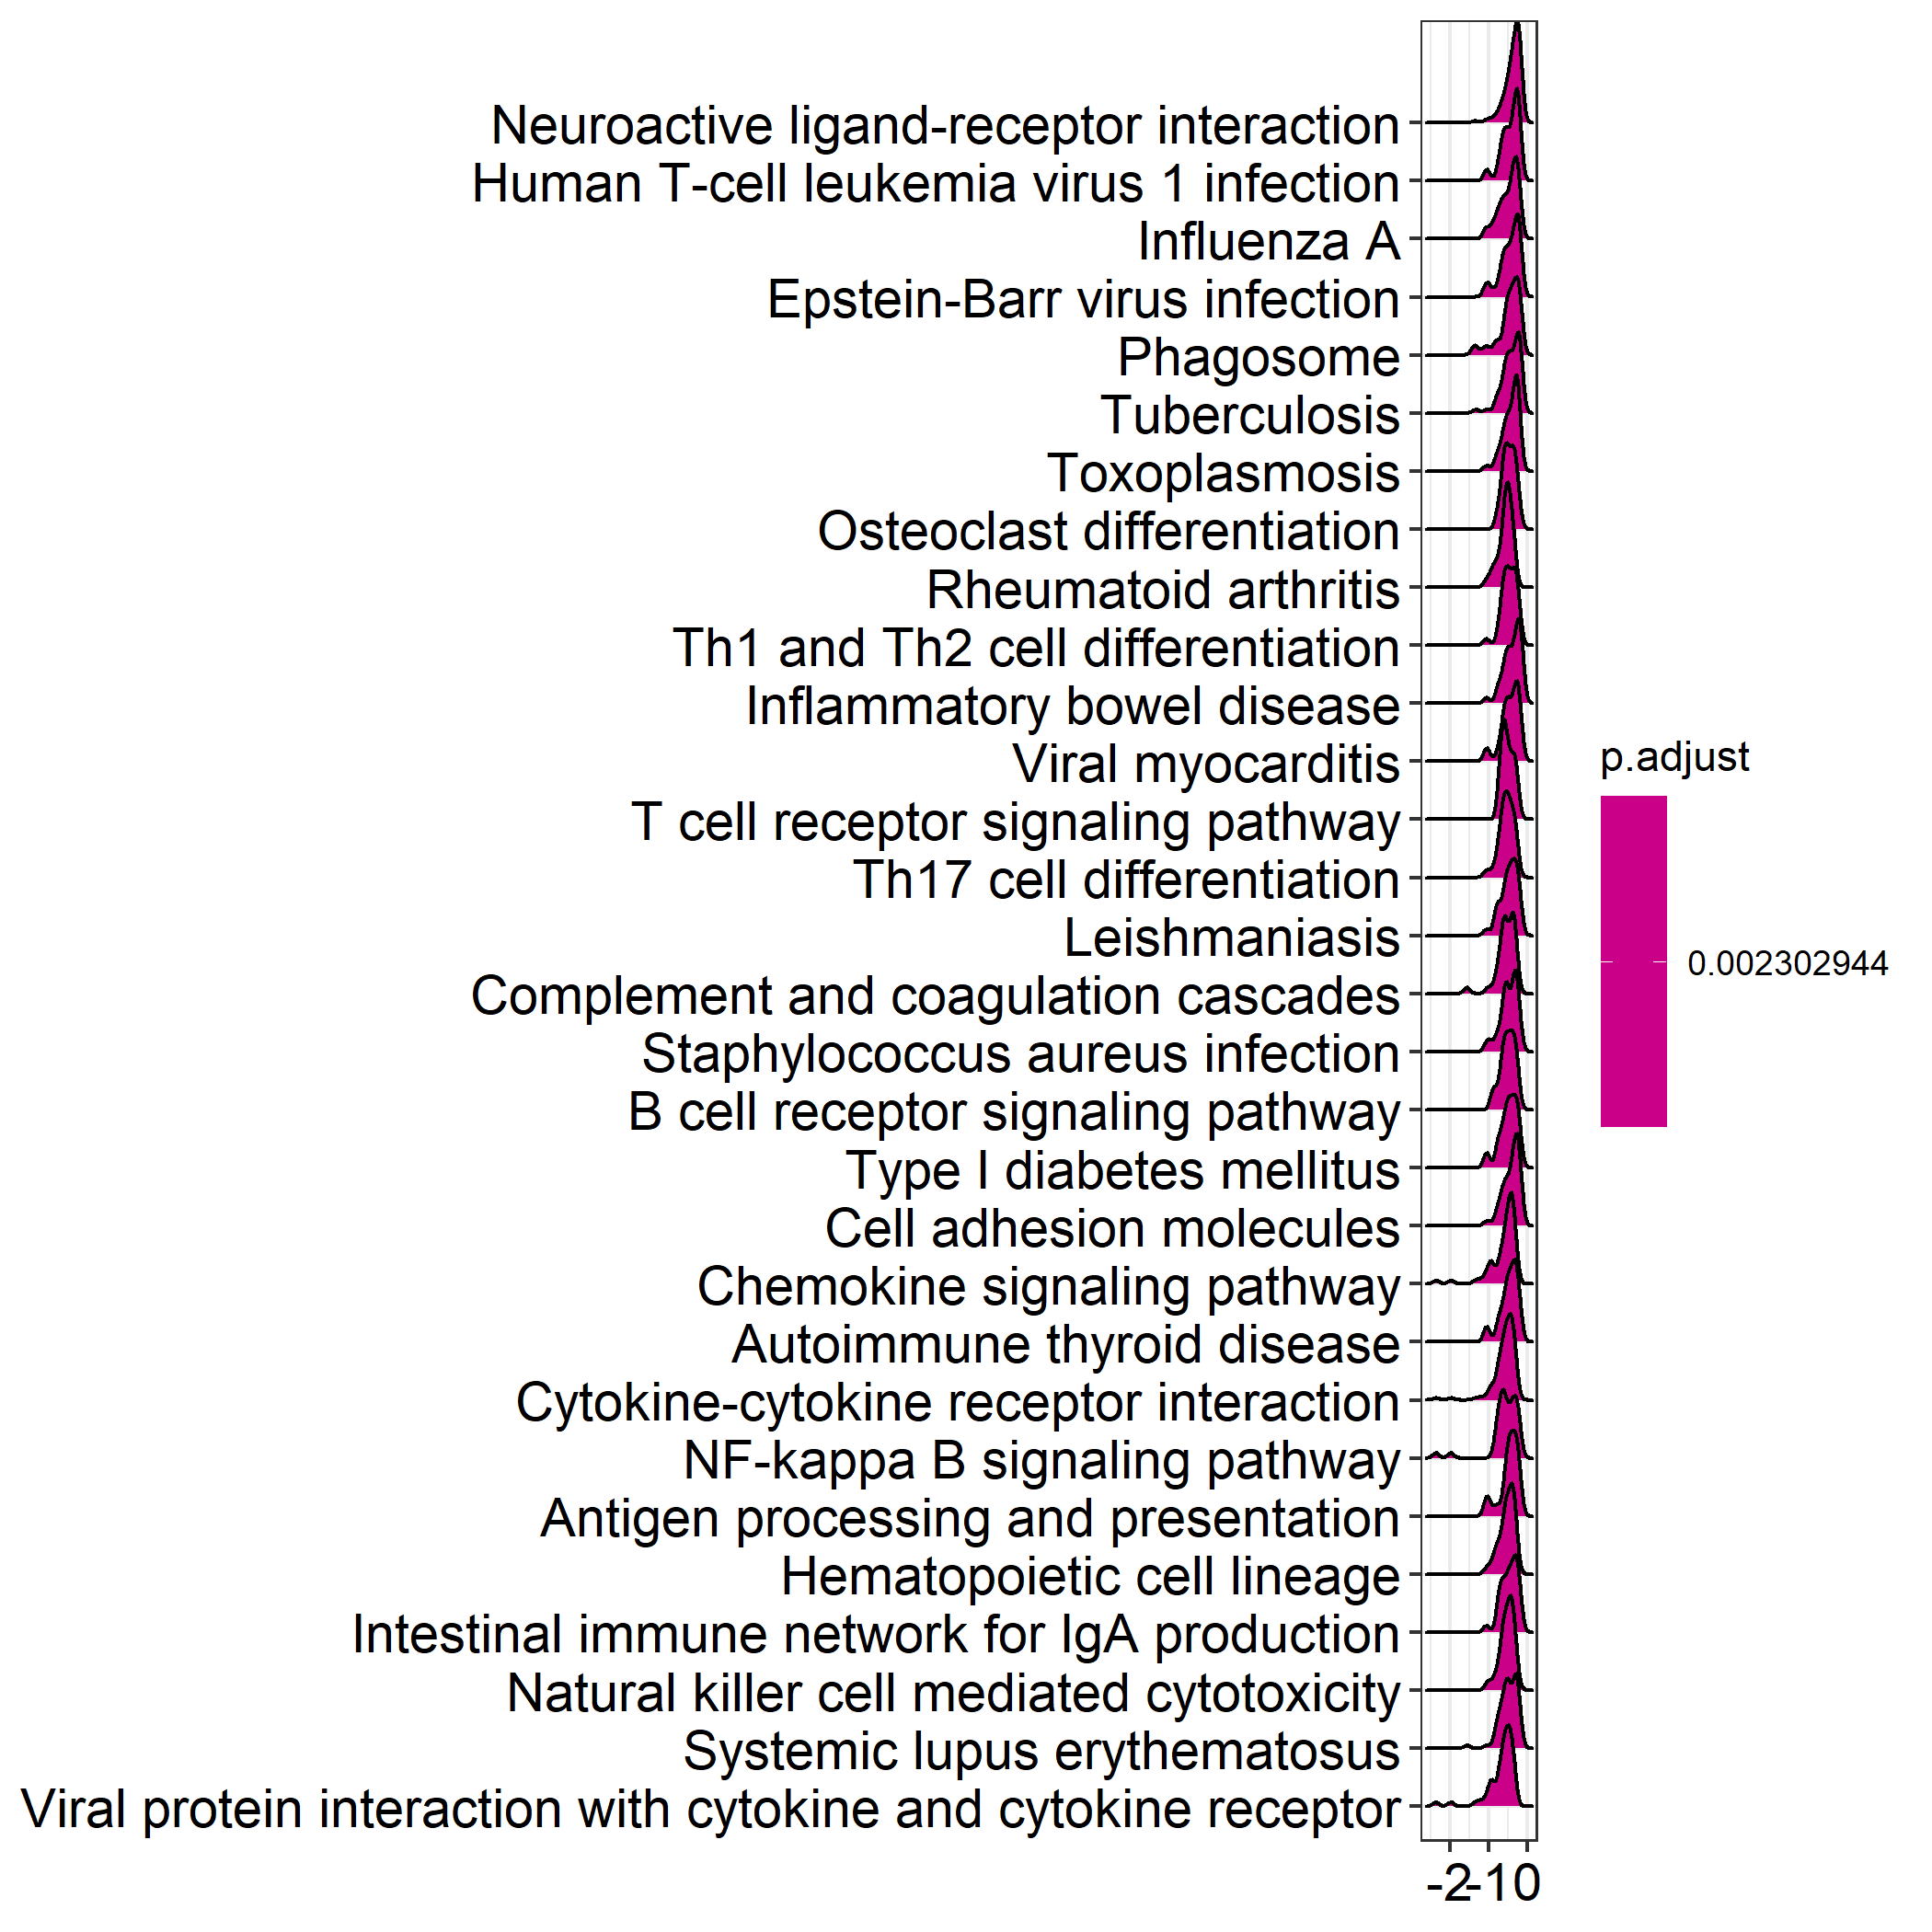 Neuroactive ligand-receptor interaction
Human T-cell leukemia virus 1 infection
Influenza A
Epstein-Barr virus infection
Phagosome
Tuberculosis
Toxoplasmosis
Osteoclast differentiation
Rheumatoid arthritis
Th1 and Th2 cell differentiation
Inflammatory bowel disease
Viral myocarditis
T cell receptor signaling pathway
Th17 cell differentiation
Leishmaniasis
Complement and coagulation cascades
Staphylococcus aureus infection
B cell receptor signaling pathway
Type I diabetes mellitus
Cell adhesion molecules
Chemokine signaling pathway
Autoimmune thyroid disease
Cytokine-cytokine receptor interaction
NF-kappa B signaling pathway
Antigen processing and presentation
Hematopoietic cell lineage
Intestinal immune network for IgA production
Natural killer cell mediated cytotoxicity
Systemic lupus erythematosus
Viral protein interaction with cytokine and cytokine receptor
-2 -1 0
p.adjust
0.002302944